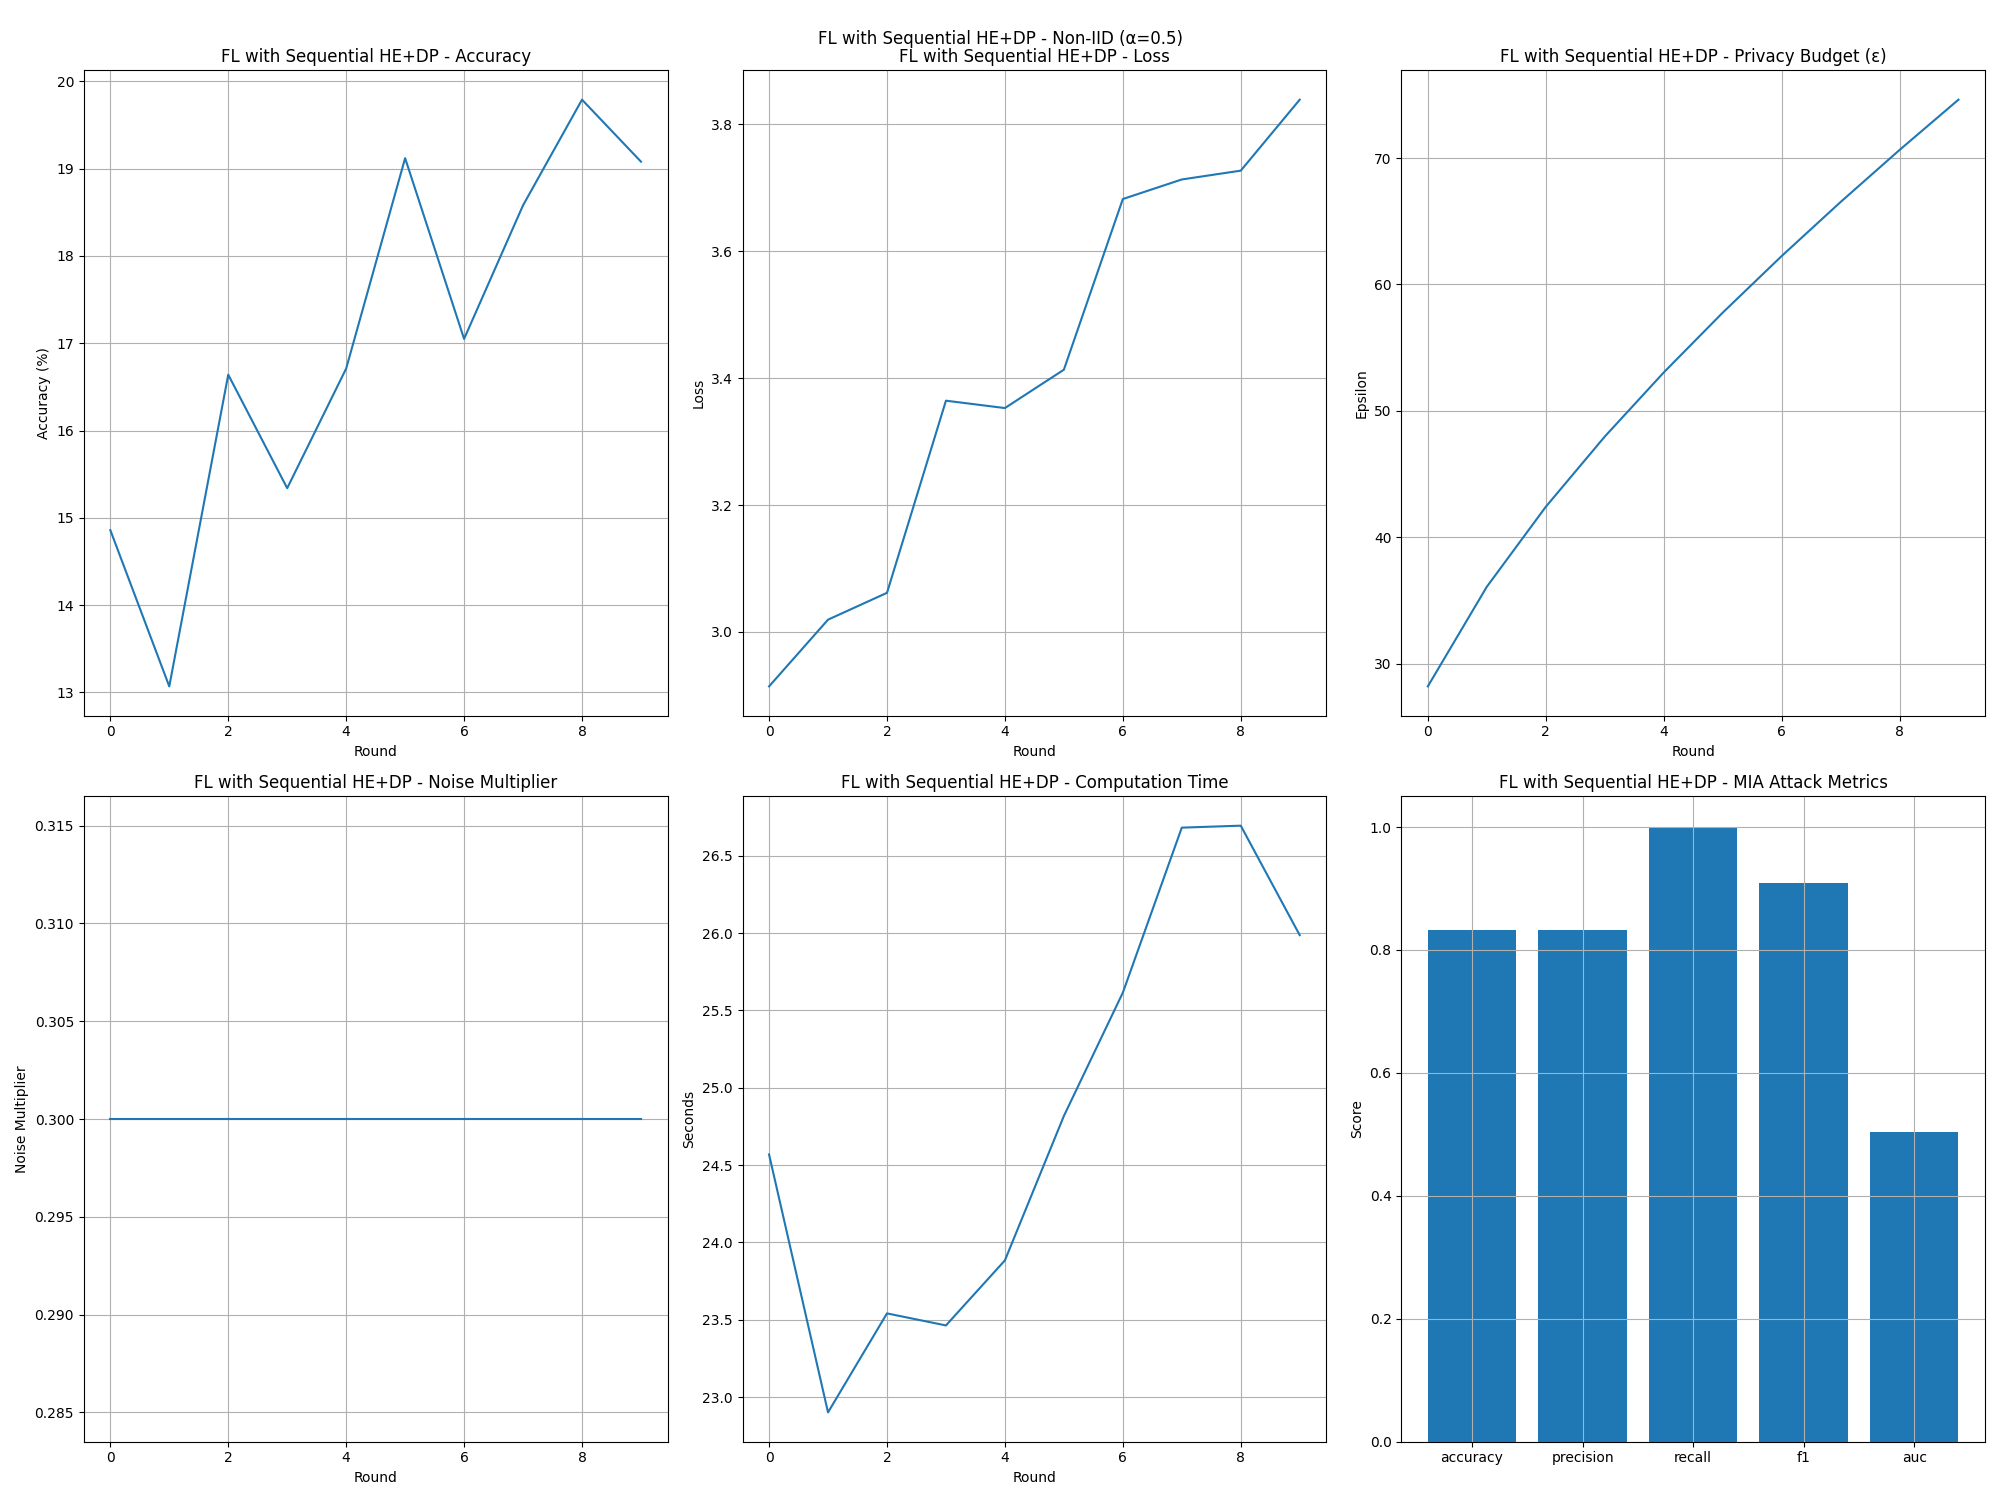 FL with Sequential HE+DP - Non-IID (α=0.5)
FL with Sequential HE+DP - Accuracy
20
19
18
17
16
15
14
13
Accuracy (%)
0 2 4 6 8
Round
FL with Sequential HE+DP - Loss
3.8
3.6
3.4
3.2
3.0
Loss
0 2 4 6 8
Round
FL with Sequential HE+DP - Privacy Budget (ε)
70
60
50
40
30
Epsilon
0 2 4 6 8
Round
FL with Sequential HE+DP - Noise Multiplier
0.315
0.310
0.305
0.300
0.295
0.290
0.285
Noise Multiplier
0 2 4 6 8
Round
FL with Sequential HE+DP - Computation Time
26.5
26.0
25.5
25.0
24.5
24.0
23.5
23.0
Seconds
0 2 4 6 8
Round
FL with Sequential HE+DP - MIA Attack Metrics
1.0
0.8
0.6
0.4
0.2
0.0
Score
accuracy precision recall f1 auc